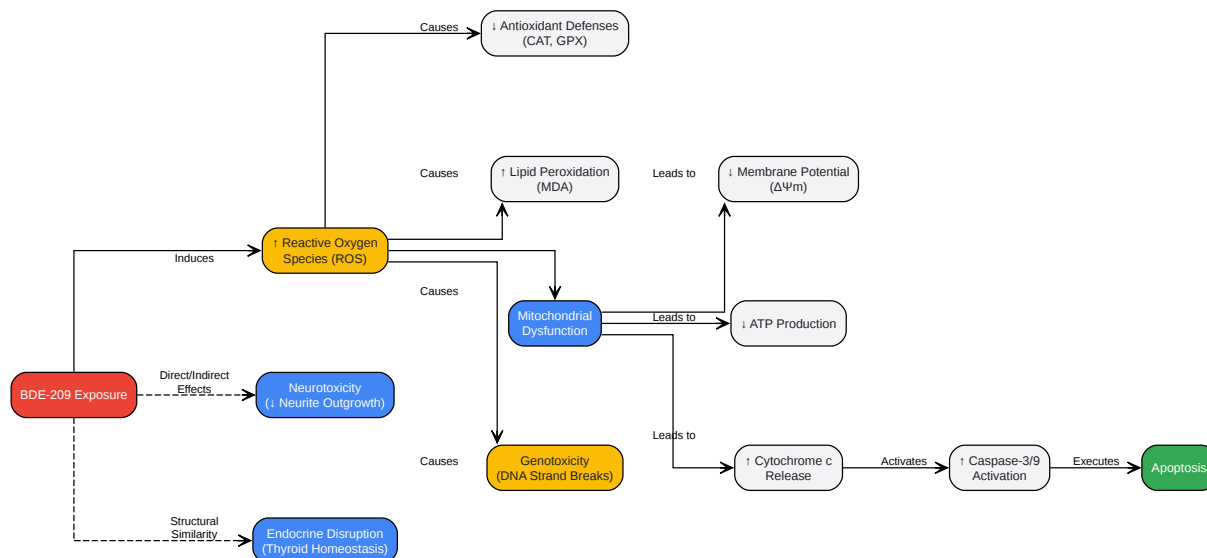 Causes
↓ Antioxidant Defenses
(CAT, GPX)
Causes
↑ Lipid Peroxidation
(MDA)
Leads to
↓ Membrane Potential
(ΔΨm)
↑ Reactive Oxygen
Species (ROS)
Induces
Causes
Mitochondrial
Dysfunction
Leads to
↓ ATP Production
BDE-209 Exposure
Direct/Indirect
Effects
Neurotoxicity
(↓ Neurite Outgrowth)
Causes
Genotoxicity
(DNA Strand Breaks)
Leads to
↑ Cytochrome c
Release
Activates
↑ Caspase-3/9
Activation
Executes
Apoptosis
Structural
Similarity
Endocrine Disruption
(Thyroid Homeostasis)